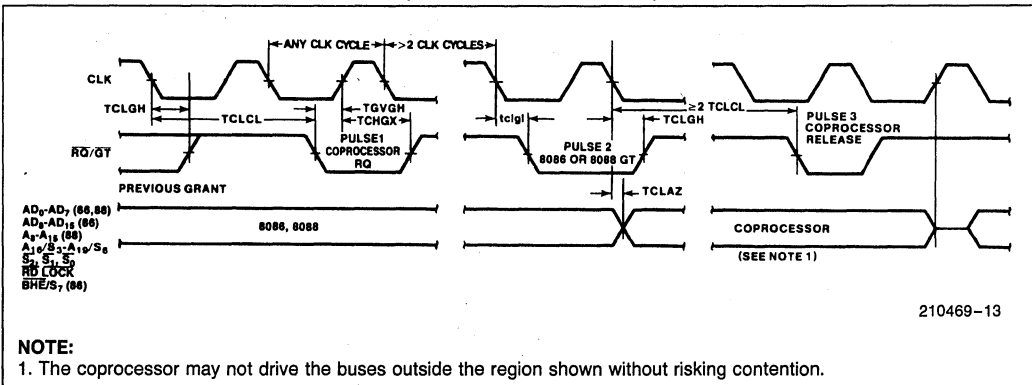 ANY CLK CYCLE >2 CLK CYCLES
CLK
TCLGH
TCLCL
TGVGH
TCHGX
tclgl
≥2 TCLCL
TCLGH
RQ/GT
PULSE1
COPROCESSOR
RQ
PULSE 2
8086 OR 8088 GT
PULSE 3
COPROCESSOR
RELEASE
PREVIOUS GRANT
TCLAZ
AD0-AD7 (86,88)
AD8-AD15 (86)
A8-A15 (88)
A16/S3-A19/S6
S2, S1, S0
RD LOCK
BHE/S7 (86)
8086, 8088
COPROCESSOR
(SEE NOTE 1)
210469-13
NOTE:
1. The coprocessor may not drive the buses outside the region shown without risking contention.